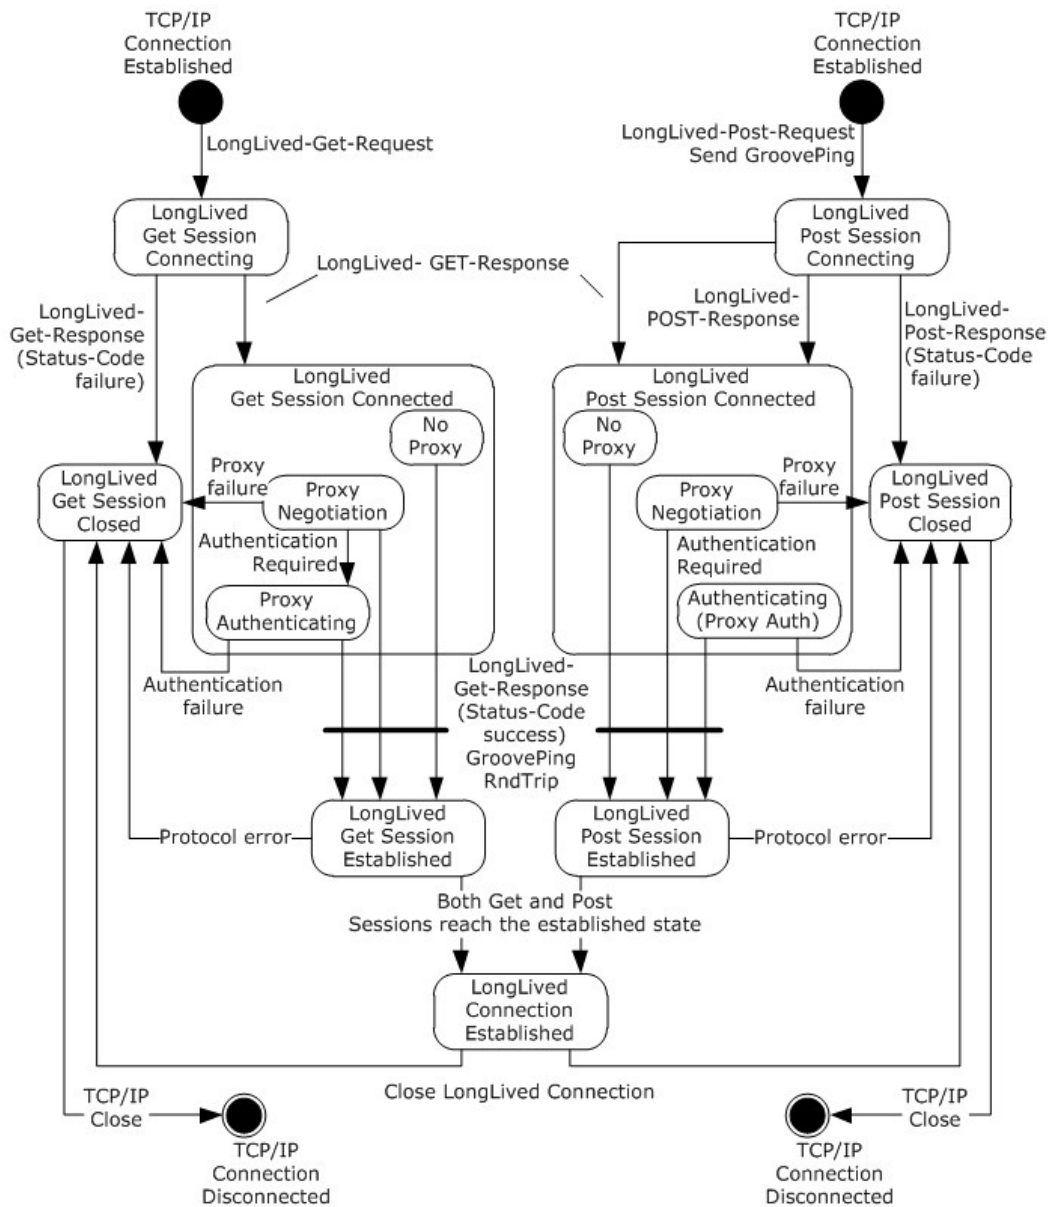 TCP/IP
Connection
Established
TCP/IP
Connection
Established
LongLived-Get-Request
LongLived-Post-Request
Send GroovePing
LongLived
Get Session
Connecting
LongLived
Post Session
Connecting
LongLived- GET-Response
LongLived-
Get-Response
(Status-Code
failure)
LongLived-
POST-Response
LongLived-
Post-Response
(Status-Code
failure)
LongLived
Get Session Connected
LongLived
Post Session Connected
No
Proxy
No
Proxy
LongLived
Get Session
Closed
Proxy
failure
Proxy
Negotiation
Proxy
Negotiation
Proxy
failure
LongLived
Post Session
Closed
Authentication
Required
Authentication
Required
Proxy
Authenticating
Authenticating
(Proxy Auth)
Authentication
failure
LongLived-
Get-Response
(Status-Code
success)
GroovePing
RndTrip
Authentication
failure
LongLived
Get Session
Established
LongLived
Post Session
Established
Protocol error
Protocol error
Both Get and Post
Sessions reach the established state
LongLived
Connection
Established
Close LongLived Connection
TCP/IP
Close
TCP/IP
Close
TCP/IP
Connection
Disconnected
TCP/IP
Connection
Disconnected